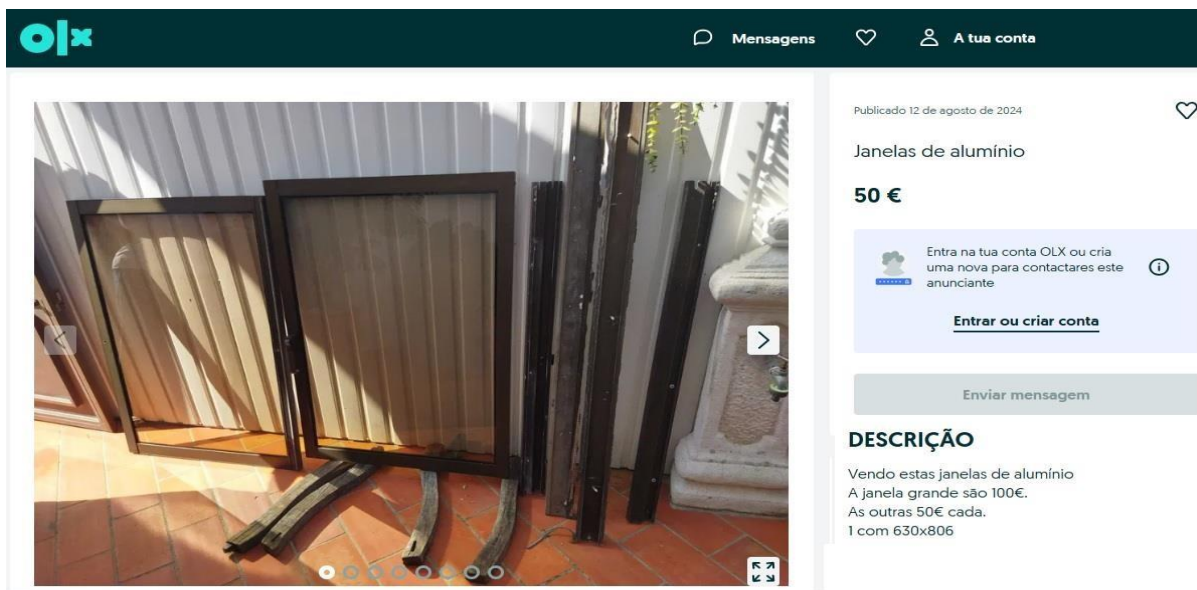 olx
Mensagens
A tua conta
Publicado 12 de agosto de 2024
Janelas de alumínio
50 €
Entra na tua conta OLX ou cria
uma nova para contactares este
anunciante
Entrar ou criar conta
Enviar mensagem
DESCRIÇÃO
Vendo estas janelas de alumínio
A janela grande são 100€.
As outras 50€ cada.
1 com 630x806